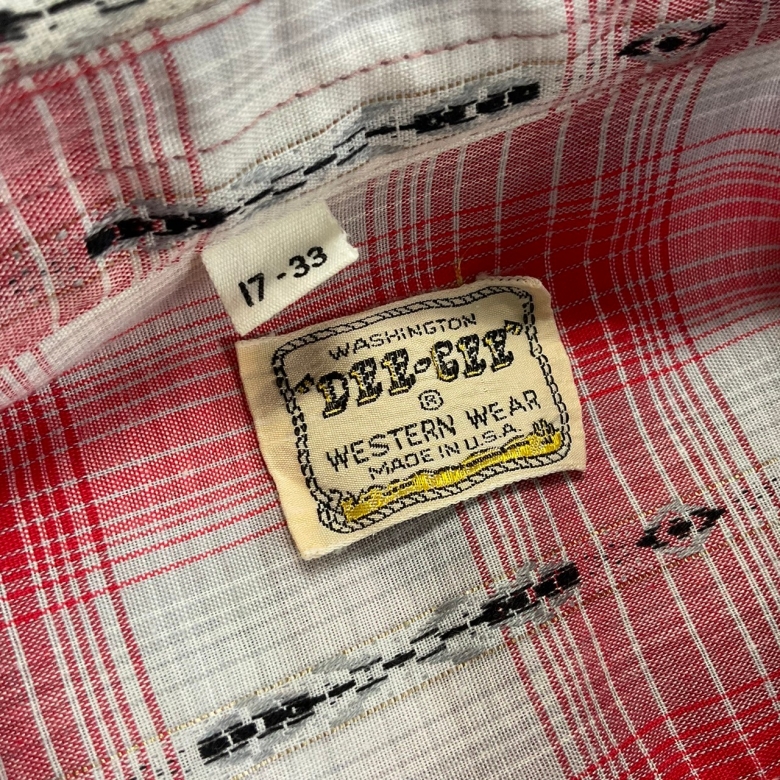 17-33
WASHINGTON
"DEE-CEE"
®
WESTERN WEAR
MADE IN U.S.A.